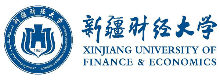 新疆财经大学
XINJIANG UNIVERSITY OF
FINANCE & ECONOMICS